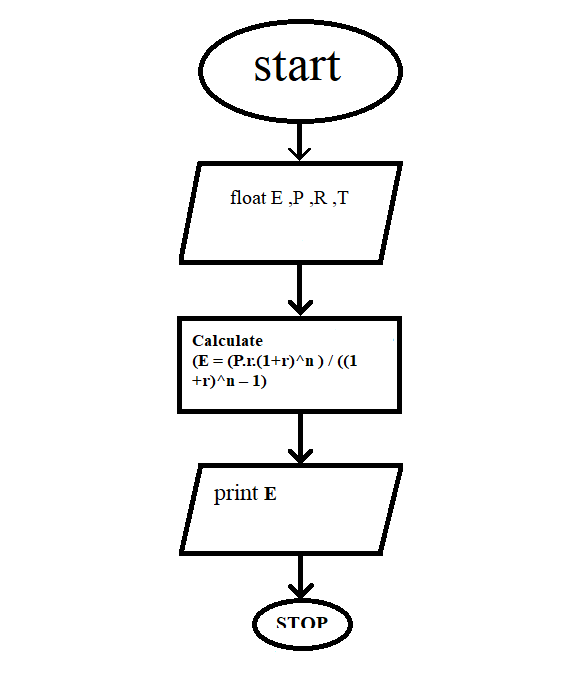 start
float E ,P ,R ,T
Calculate
(E = (P.r.(1+r)^n ) / ((1
+r)^n – 1)
print E
STOP